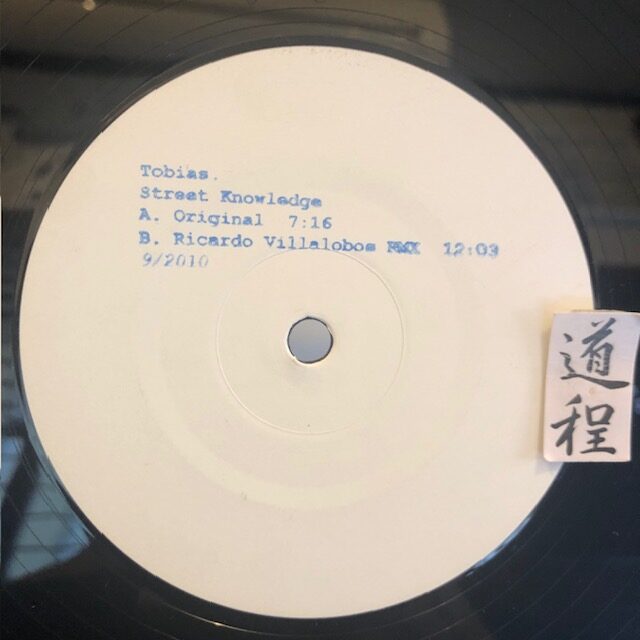 Tobias.
Street Knowledge
A. Original 7:16
B. Ricardo Villalobos RMX 12:03
9/2010
道程